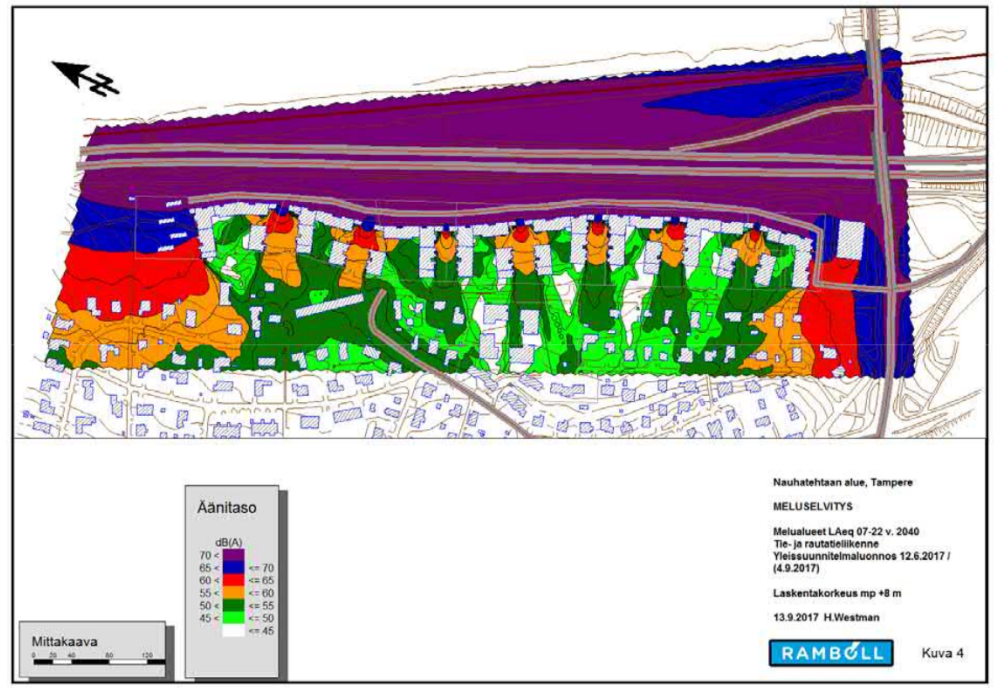 N
Äänitaso
dB(A)
70 <
65 < <= 70
60 < <= 65
55 < <= 60
50 < <= 55
45 < <= 50
<= 45
Mittakaava
0 20 40 80 120
Nauhatehtaan alue, Tampere
MELUSELVITYS
Melualueet LAeq 07-22 v. 2040
Tie- ja rautatieliikenne
Yleissuunnitelmaluonnos 12.6.2017 /
(4.9.2017)
Laskentakorkeus mp +8 m
13.9.2017 H.Westman
RAMBOLL
Kuva 4